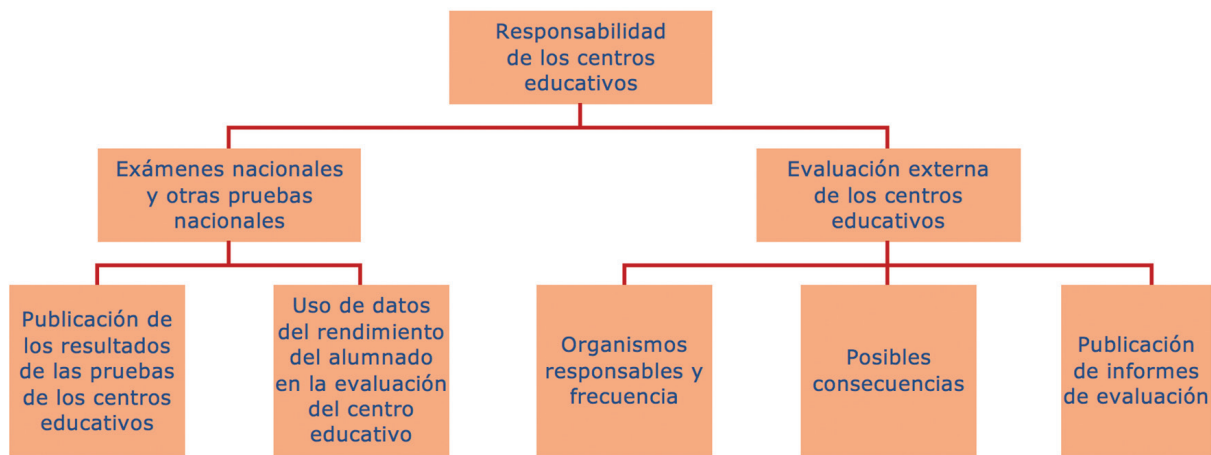 Responsabilidad
de los centros
educativos
Exámenes nacionales
y otras pruebas
nacionales
Evaluación externa
de los centros
educativos
Publicación de
los resultados
de las pruebas
de los centros
educativos
Uso de datos
del rendimiento
del alumnado
en la evaluación
del centro
educativo
Organismos
responsables y
frecuencia
Posibles
consecuencias
Publicación
de informes
de evaluación